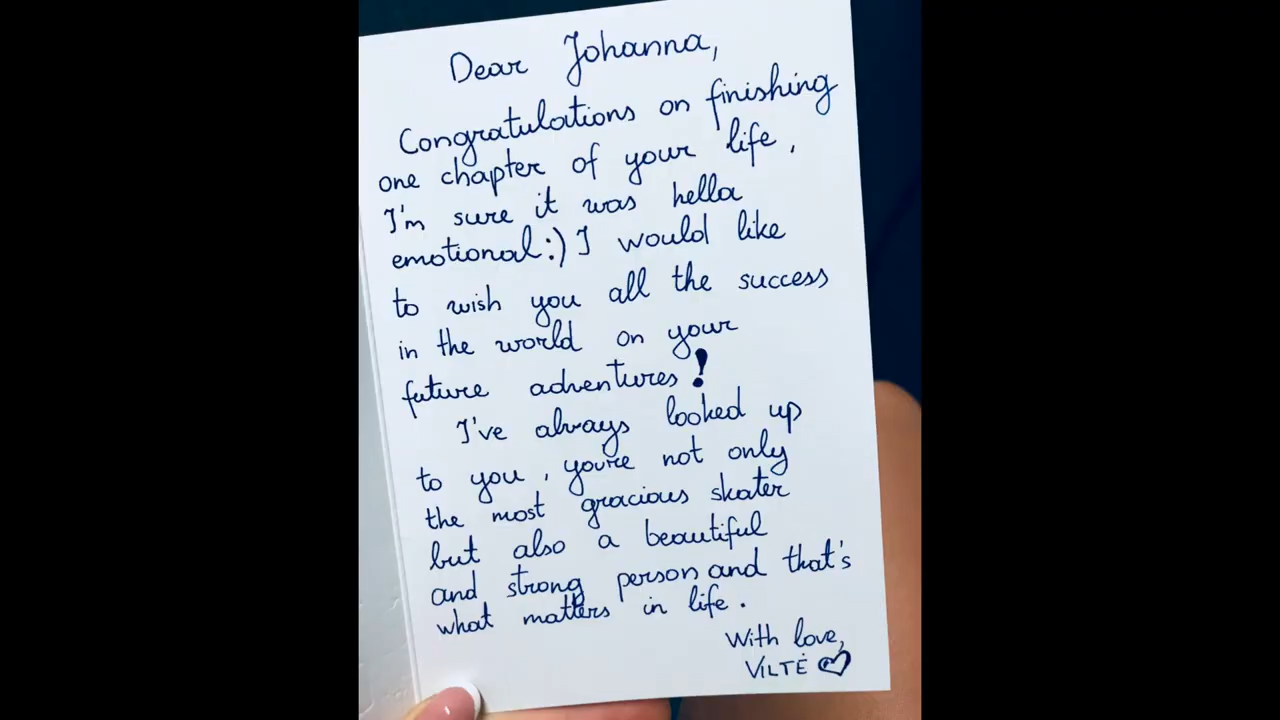 Dear Johanna,
Congratulations on finishing
one chapter of your life,
I'm sure it was hella
emotional:) I would like
to wish you all the success
in the world on your
future adventures!
I've always looked up
to you, you're not only
the most gracious skater
but also a beautiful
and strong person and that's
what matters in life.
With love,
VILTĖ ♡